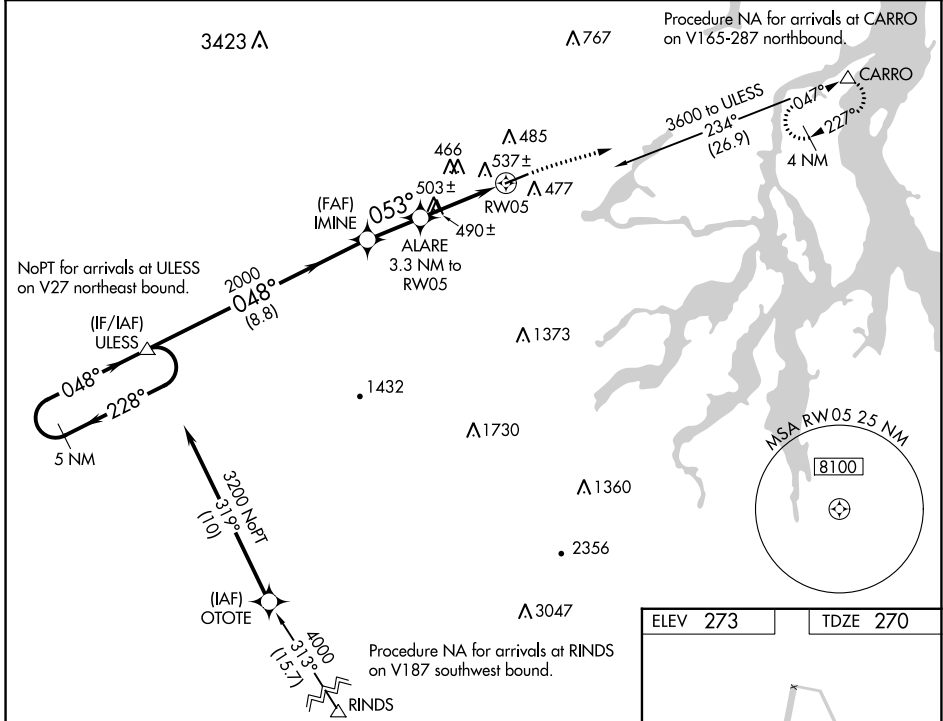 Procedure NA for arrivals at CARRO
on V165-287 northbound.
3423
767
CARRO
047°
227°
4 NM
3600 to ULESS
234°
(26.9)
485
466
537±
503±
477
RW05
490±
053°
(FAF)
IMINE
ALARE
3.3 NM to
RW05
NoPT for arrivals at ULESS
on V27 northeast bound.
2000
048°
(8.8)
(IF/IAF)
ULESS
048°
228°
5 NM
1373
1432
1730
MSA RW05 25 NM
8100
1360
2356
3200 NoPT
319°
(10)
(IAF)
OTOTE
3047
4000
313°
(15.7)
RINDS
Procedure NA for arrivals at RINDS
on V187 southwest bound.
ELEV 273
TDZE 270